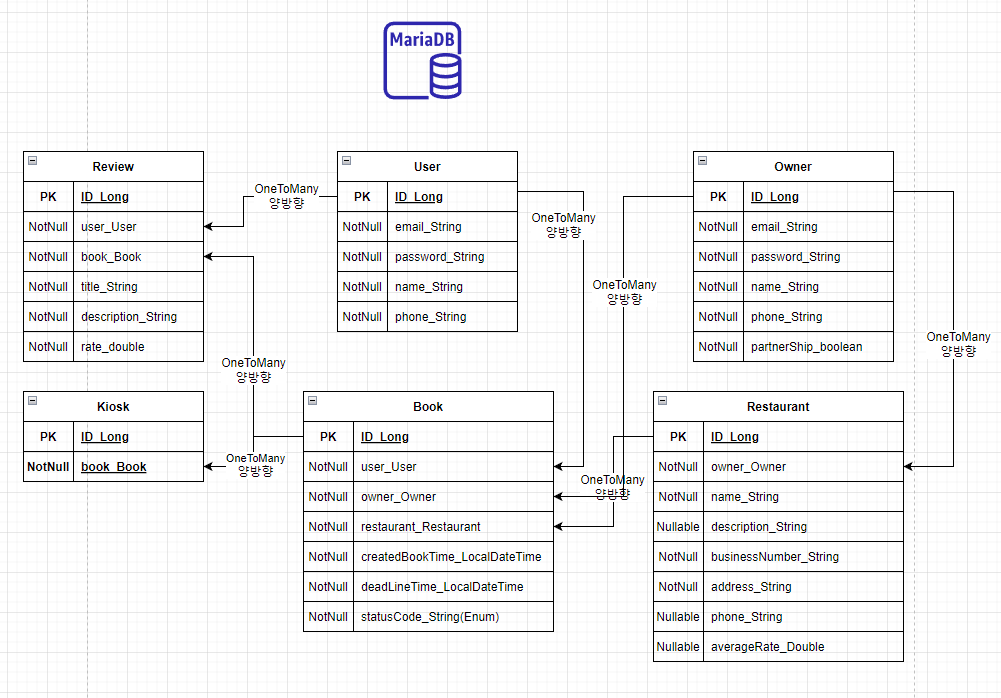 MariaDB
Review
PK ID_Long
NotNull user_User
NotNull book_Book
NotNull title_String
NotNull description_String
NotNull rate_double
OneToMany
양방향
User
PK ID_Long
NotNull email_String
NotNull password_String
NotNull name_String
NotNull phone_String
OneToMany
양방향
OneToMany
양방향
Owner
PK ID_Long
NotNull email_String
NotNull password_String
NotNull name_String
NotNull phone_String
NotNull partnerShip_boolean
OneToMany
양방향
OneToMany
양방향
Kiosk
PK ID_Long
NotNull book_Book
OneToMany
양방향
Book
PK ID_Long
NotNull user_User
NotNull owner_Owner
NotNull restaurant_Restaurant
NotNull createdBookTime_LocalDateTime
NotNull deadLineTime_LocalDateTime
NotNull statusCode_String(Enum)
OneToMany
양방향
Restaurant
PK ID_Long
NotNull owner_Owner
NotNull name_String
Nullable description_String
NotNull businessNumber_String
NotNull address_String
Nullable phone_String
Nullable averageRate_Double